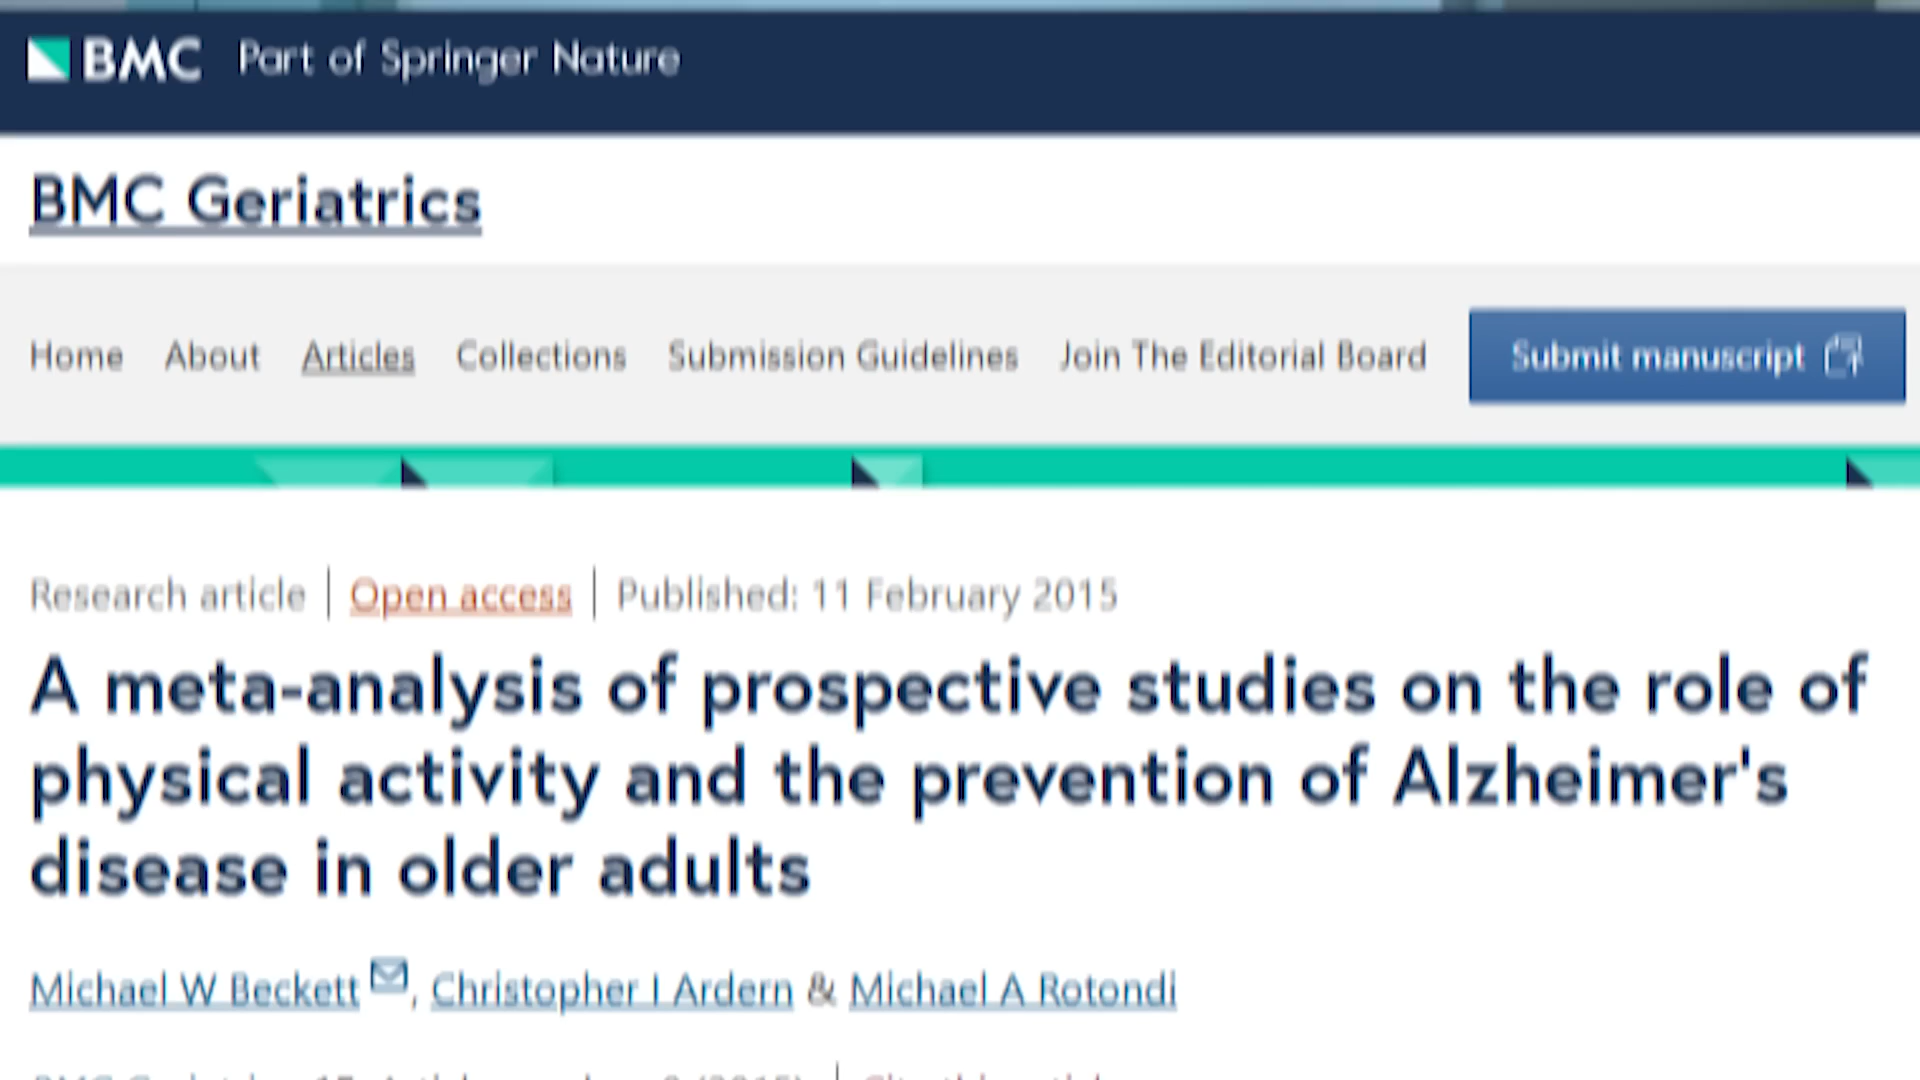 BMC Part of Springer Nature
BMC Geriatrics
Home About Articles Collections Submission Guidelines Join The Editorial Board Submit manuscript
Research article | Open access | Published: 11 February 2015
A meta-analysis of prospective studies on the role of
physical activity and the prevention of Alzheimer's
disease in older adults
Michael W Beckett, Christopher I Ardern & Michael A Rotondi